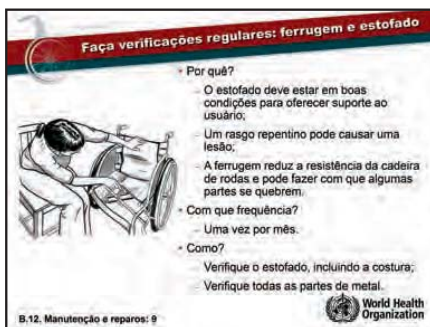 Faça verificações regulares: ferrugem e estofado
• Por quê?
– O estofado deve estar em boas
condições para oferecer suporte ao
usuário;
– Um rasgo repentino pode causar uma
lesão;
– A ferrugem reduz a resistência da cadeira
de rodas e pode fazer com que algumas
partes se quebrem.
• Com que frequência?
– Uma vez por mês.
• Como?
– Verifique o estofado, incluindo a costura;
– Verifique todas as partes de metal.
B.12. Manutenção e reparos: 9
World Health
Organization